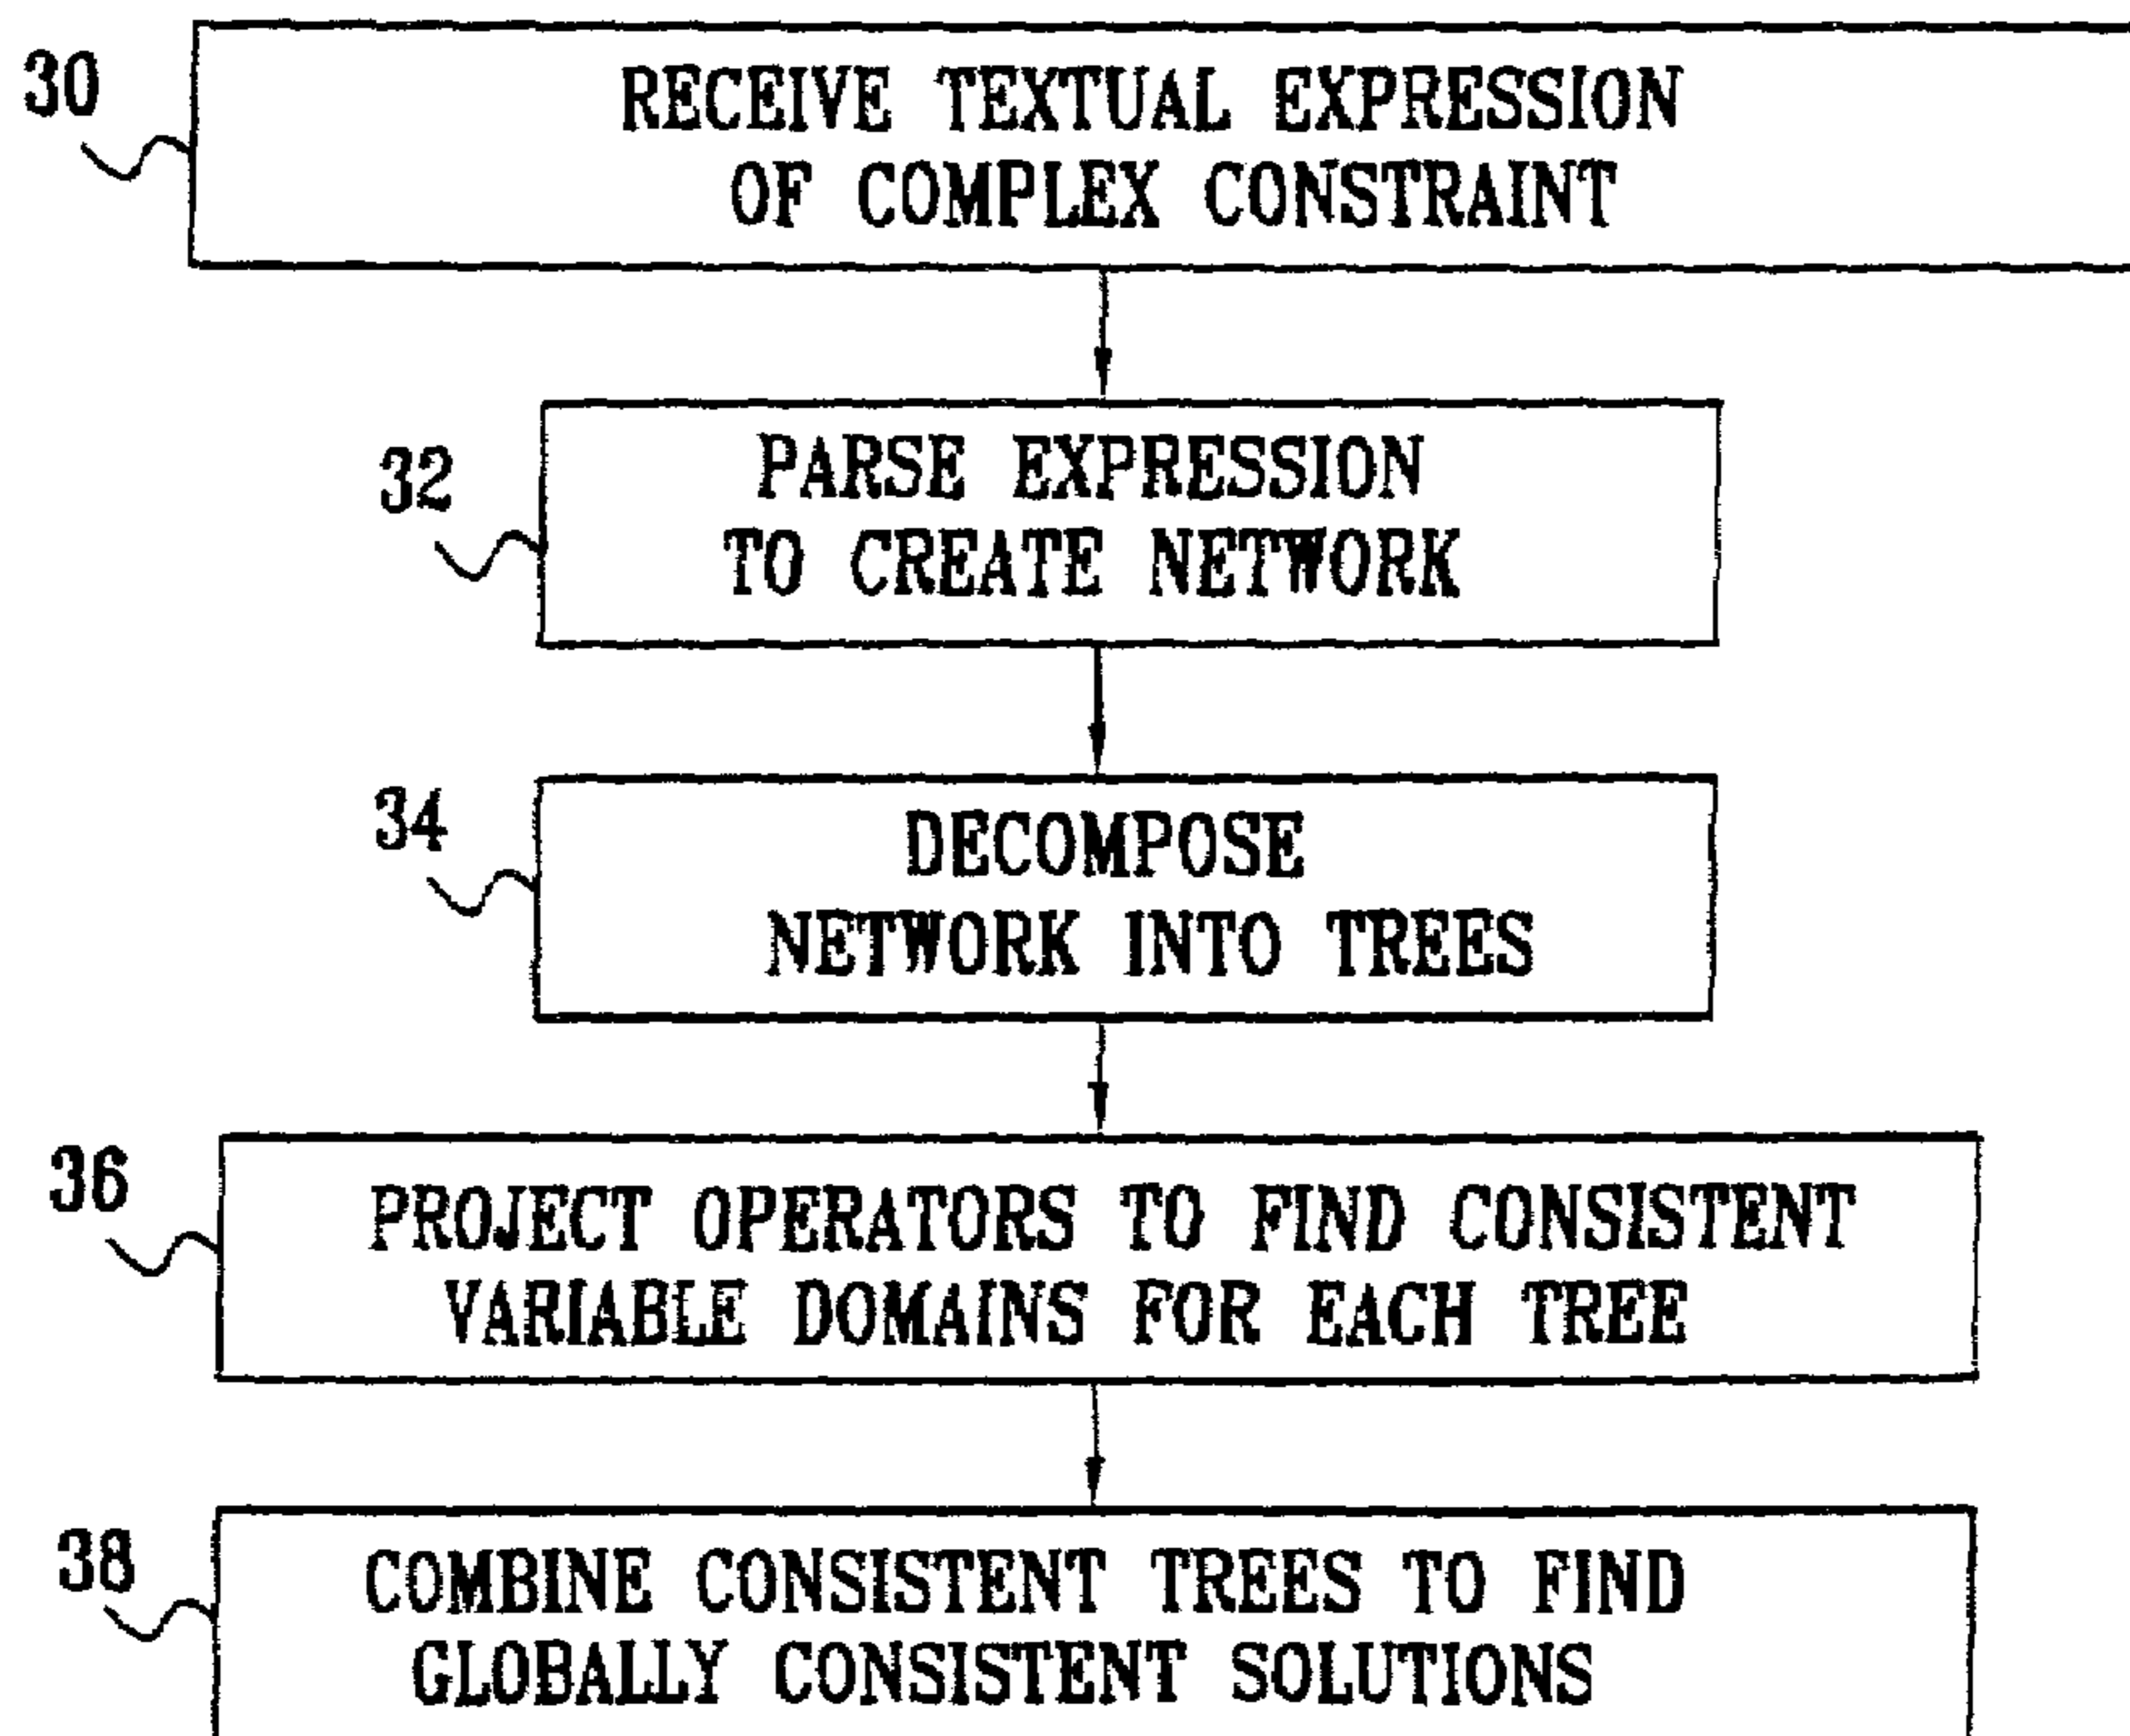 30
RECEIVE TEXTUAL EXPRESSION
OF COMPLEX CONSTRAINT
32
PARSE EXPRESSION
TO CREATE NETWORK
34
DECOMPOSE
NETWORK INTO TREES
36
PROJECT OPERATORS TO FIND CONSISTENT
VARIABLE DOMAINS FOR EACH TREE
38
COMBINE CONSISTENT TREES TO FIND
GLOBALLY CONSISTENT SOLUTIONS